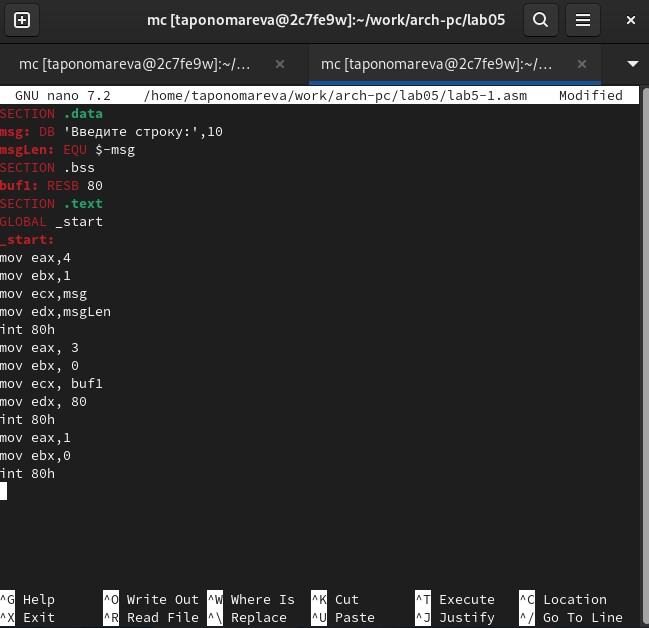 mc [taponomareva@2c7fe9w]:~/work/arch-pc/lab05
mc [taponomareva@2c7fe9w]:~/... mc [taponomareva@2c7fe9w]:~/...
GNU nano 7.2 /home/taponomareva/work/arch-pc/lab05/lab5-1.asm Modified
SECTION .data
msg: DB 'Введите строку:',10
msgLen: EQU $-msg
SECTION .bss
buf1: RESB 80
SECTION .text
GLOBAL _start
_start:
mov eax,4
mov ebx,1
mov ecx,msg
mov edx,msgLen
int 80h
mov eax, 3
mov ebx, 0
mov ecx, buf1
mov edx, 80
int 80h
mov eax,1
mov ebx,0
int 80h
^G Help ^O Write Out ^W Where Is ^K Cut ^T Execute ^C Location
^X Exit ^R Read File ^\ Replace ^U Paste ^J Justify ^/ Go To Line